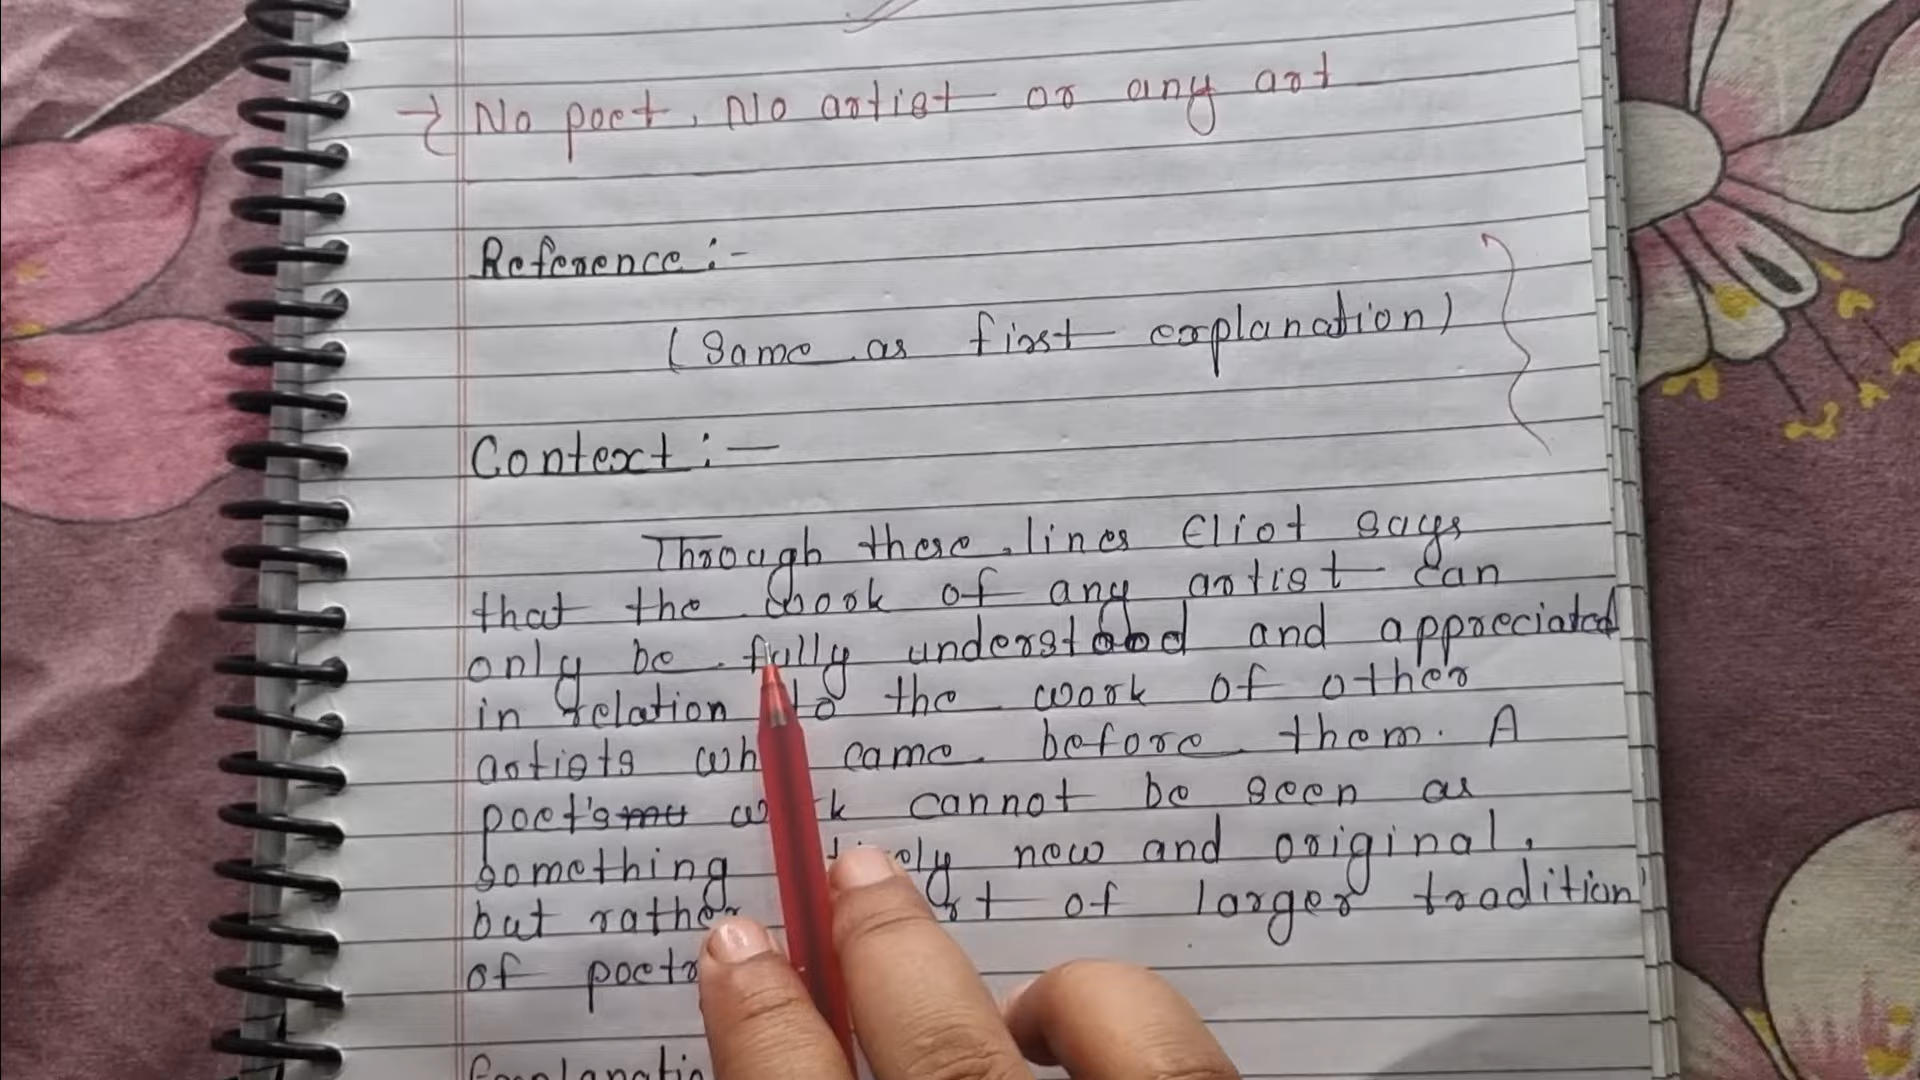 → No poet, No artist or any art
Reference :-
(Same as first explanation)
Context :-
Through these lines Eliot says
that the work of any artist can
only be fully understood and appreciated
in relation to the work of other
artists who came before them. A
poet's work cannot be seen as
something new and original,
but rather of larger tradition
of